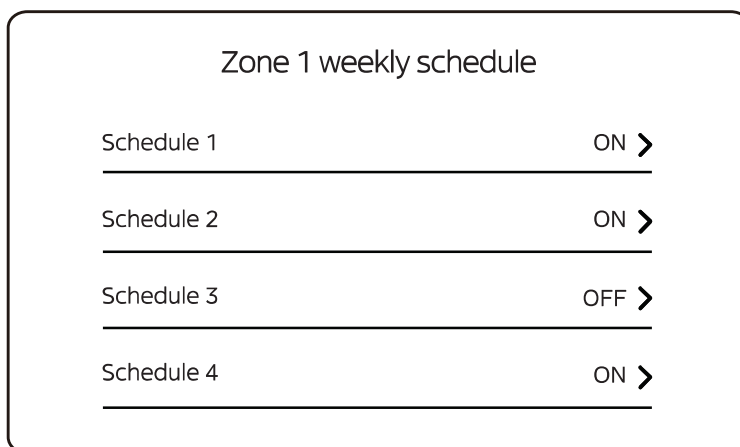 Zone 1 weekly schedule
Schedule 1 ON
Schedule 2 ON
Schedule 3 OFF
Schedule 4 ON